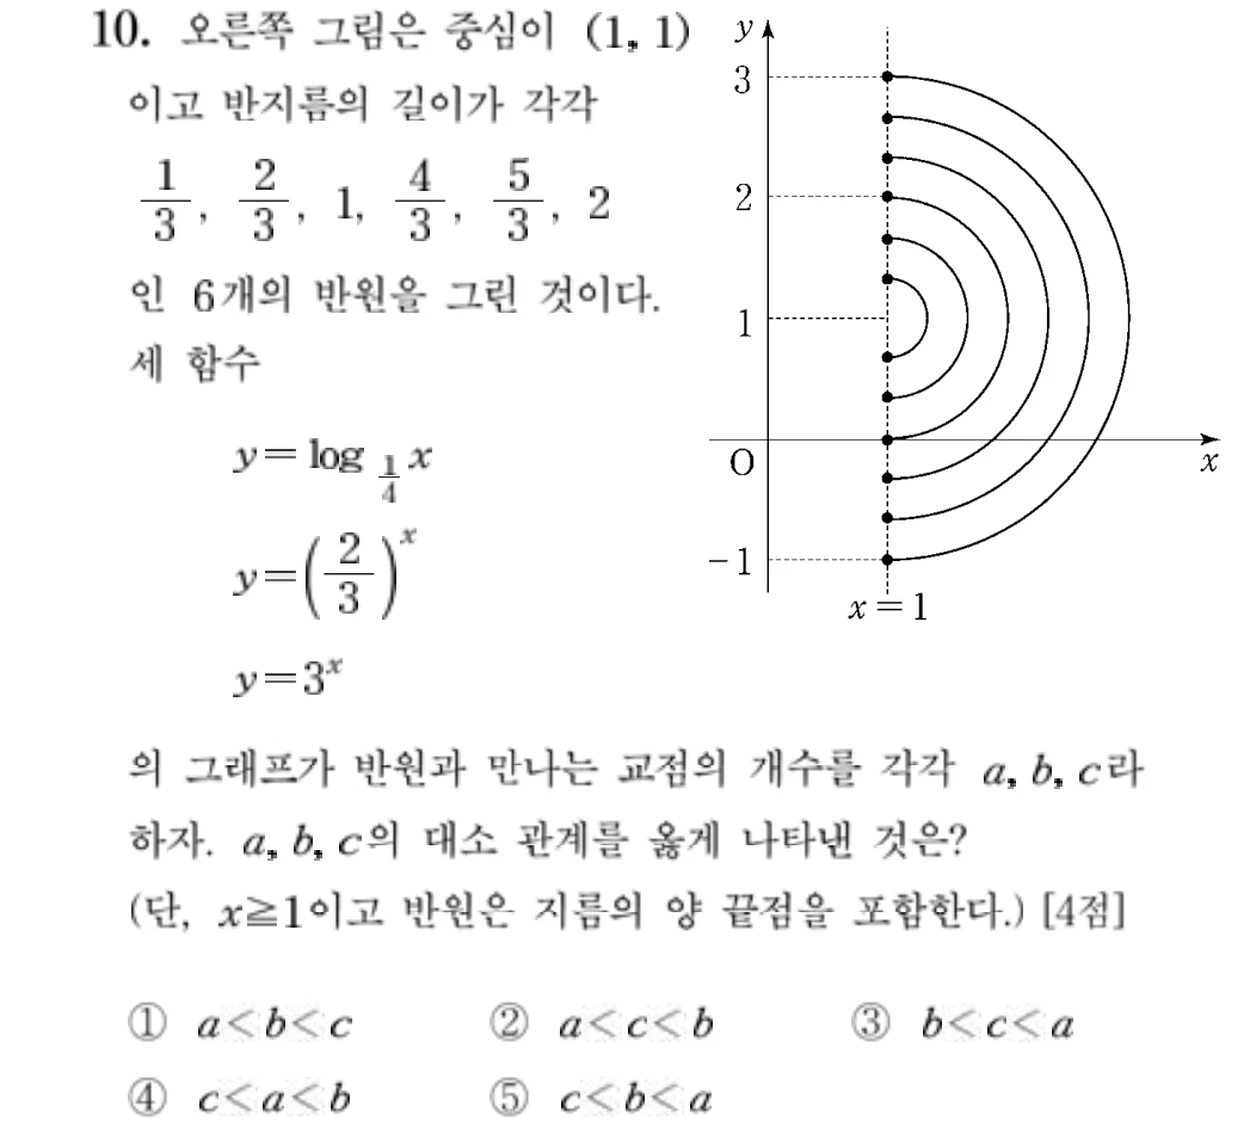 10. 오른쪽 그림은 중심이 (1, 1)
이고 반지름의 길이가 각각
1/3, 2/3, 1, 4/3, 5/3, 2
인 6개의 반원을 그린 것이다.
세 함수
y=log_{1/4} x
y=(2/3)^x
y=3^x
y
3
2
1
O
x
-1
x=1
의 그래프가 반원과 만나는 교점의 개수를 각각 a, b, c라
하자. a, b, c의 대소 관계를 옳게 나타낸 것은?
(단, x≧1이고 반원은 지름의 양 끝점을 포함한다.) [4점]
① a<b<c ② a<c<b ③ b<c<a
④ c<a<b ⑤ c<b<a